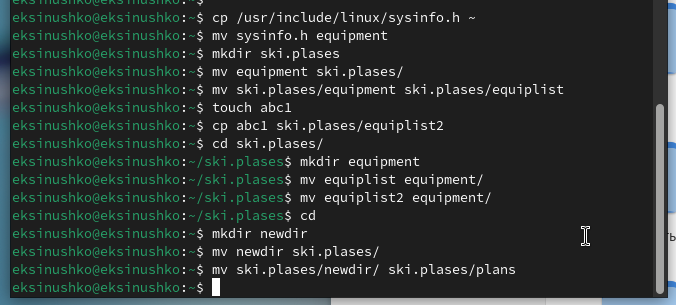 eksinushko@eksinushko:~$ cp /usr/include/linux/sysinfo.h ~
eksinushko@eksinushko:~$ mv sysinfo.h equipment
eksinushko@eksinushko:~$ mkdir ski.plases
eksinushko@eksinushko:~$ mv equipment ski.plases/
eksinushko@eksinushko:~$ mv ski.plases/equipment ski.plases/equiplist
eksinushko@eksinushko:~$ touch abc1
eksinushko@eksinushko:~$ cp abc1 ski.plases/equiplist2
eksinushko@eksinushko:~$ cd ski.plases/
eksinushko@eksinushko:~/ski.plases$ mkdir equipment
eksinushko@eksinushko:~/ski.plases$ mv equiplist equipment/
eksinushko@eksinushko:~/ski.plases$ mv equiplist2 equipment/
eksinushko@eksinushko:~/ski.plases$ cd
eksinushko@eksinushko:~$ mkdir newdir
eksinushko@eksinushko:~$ mv newdir ski.plases/
eksinushko@eksinushko:~$ mv ski.plases/newdir/ ski.plases/plans
eksinushko@eksinushko:~$